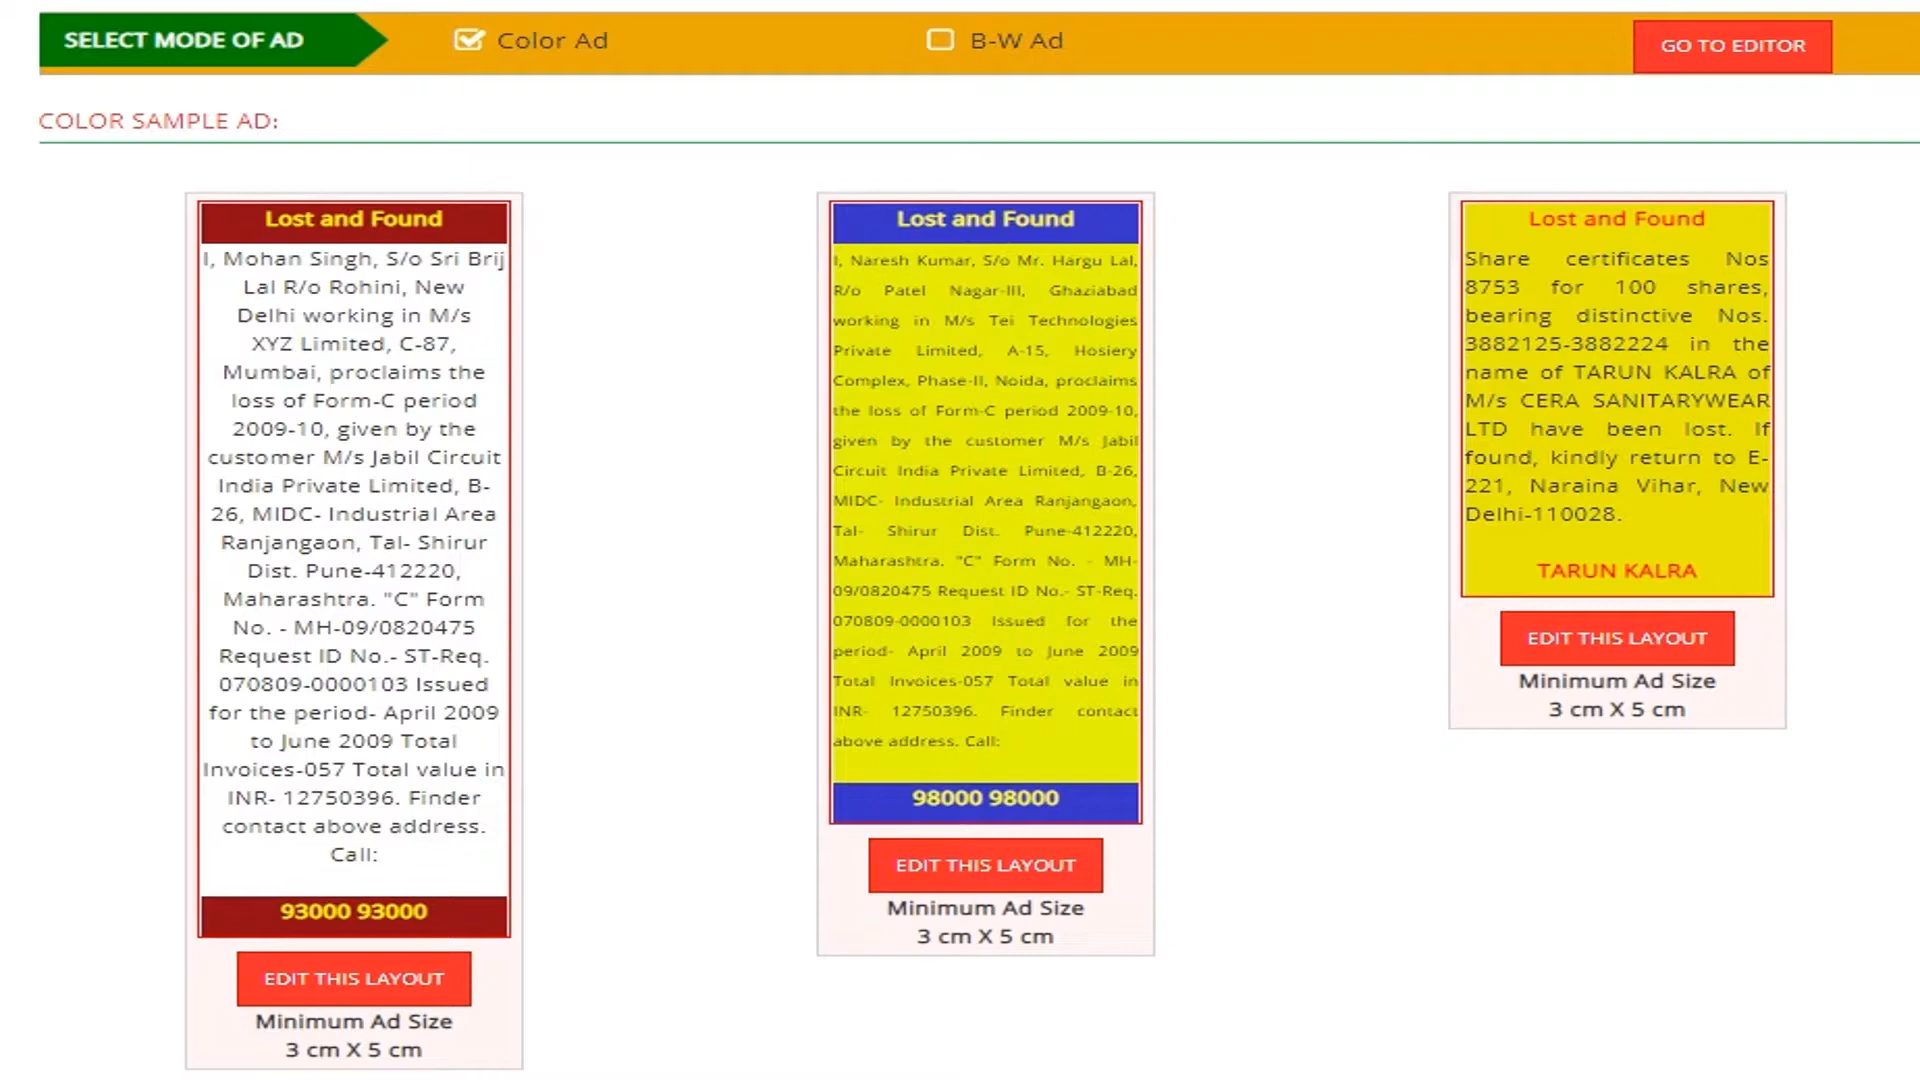 SELECT MODE OF AD
Color Ad
B-W Ad
GO TO EDITOR
COLOR SAMPLE AD:
Lost and Found
I, Mohan Singh, S/o Sri Brij
Lal R/o Rohini, New
Delhi working in M/s
XYZ Limited, C-87,
Mumbai, proclaims the
loss of Form-C period
2009-10, given by the
customer M/s Jabil Circuit
India Private Limited, B-
26, MIDC- Industrial Area
Ranjangaon, Tal- Shirur
Dist. Pune-412220,
Maharashtra. "C" Form
No. - MH-09/0820475
Request ID No.- ST-Req.
070809-0000103 Issued
for the period- April 2009
to June 2009 Total
Invoices-057 Total value in
INR- 12750396. Finder
contact above address.
Call:
93000 93000
EDIT THIS LAYOUT
Minimum Ad Size
3 cm X 5 cm
Lost and Found
I, Naresh Kumar, S/o Mr. Hargu Lal,
R/o Patel Nagar-III, Ghaziabad
working in M/s Tei Technologies
Private Limited, A-15, Hosiery
Complex, Phase-II, Noida, proclaims
the loss of Form-C period 2009-10,
given by the customer M/s Jabil
Circuit India Private Limited, B-26,
MIDC- Industrial Area Ranjangaon,
Tal- Shirur Dist. Pune-412220,
Maharashtra. "C" Form No. - MH-
09/0820475 Request ID No.- ST-Req.
070809-0000103 Issued for the
period- April 2009 to June 2009
Total Invoices-057 Total value in
INR- 12750396. Finder contact
above address. Call:
98000 98000
EDIT THIS LAYOUT
Minimum Ad Size
3 cm X 5 cm
Lost and Found
Share certificates Nos
8753 for 100 shares,
bearing distinctive Nos.
3882125-3882224 in the
name of TARUN KALRA of
M/s CERA SANITARYWEAR
LTD have been lost. If
found, kindly return to E-
221, Naraina Vihar, New
Delhi-110028.
TARUN KALRA
EDIT THIS LAYOUT
Minimum Ad Size
3 cm X 5 cm